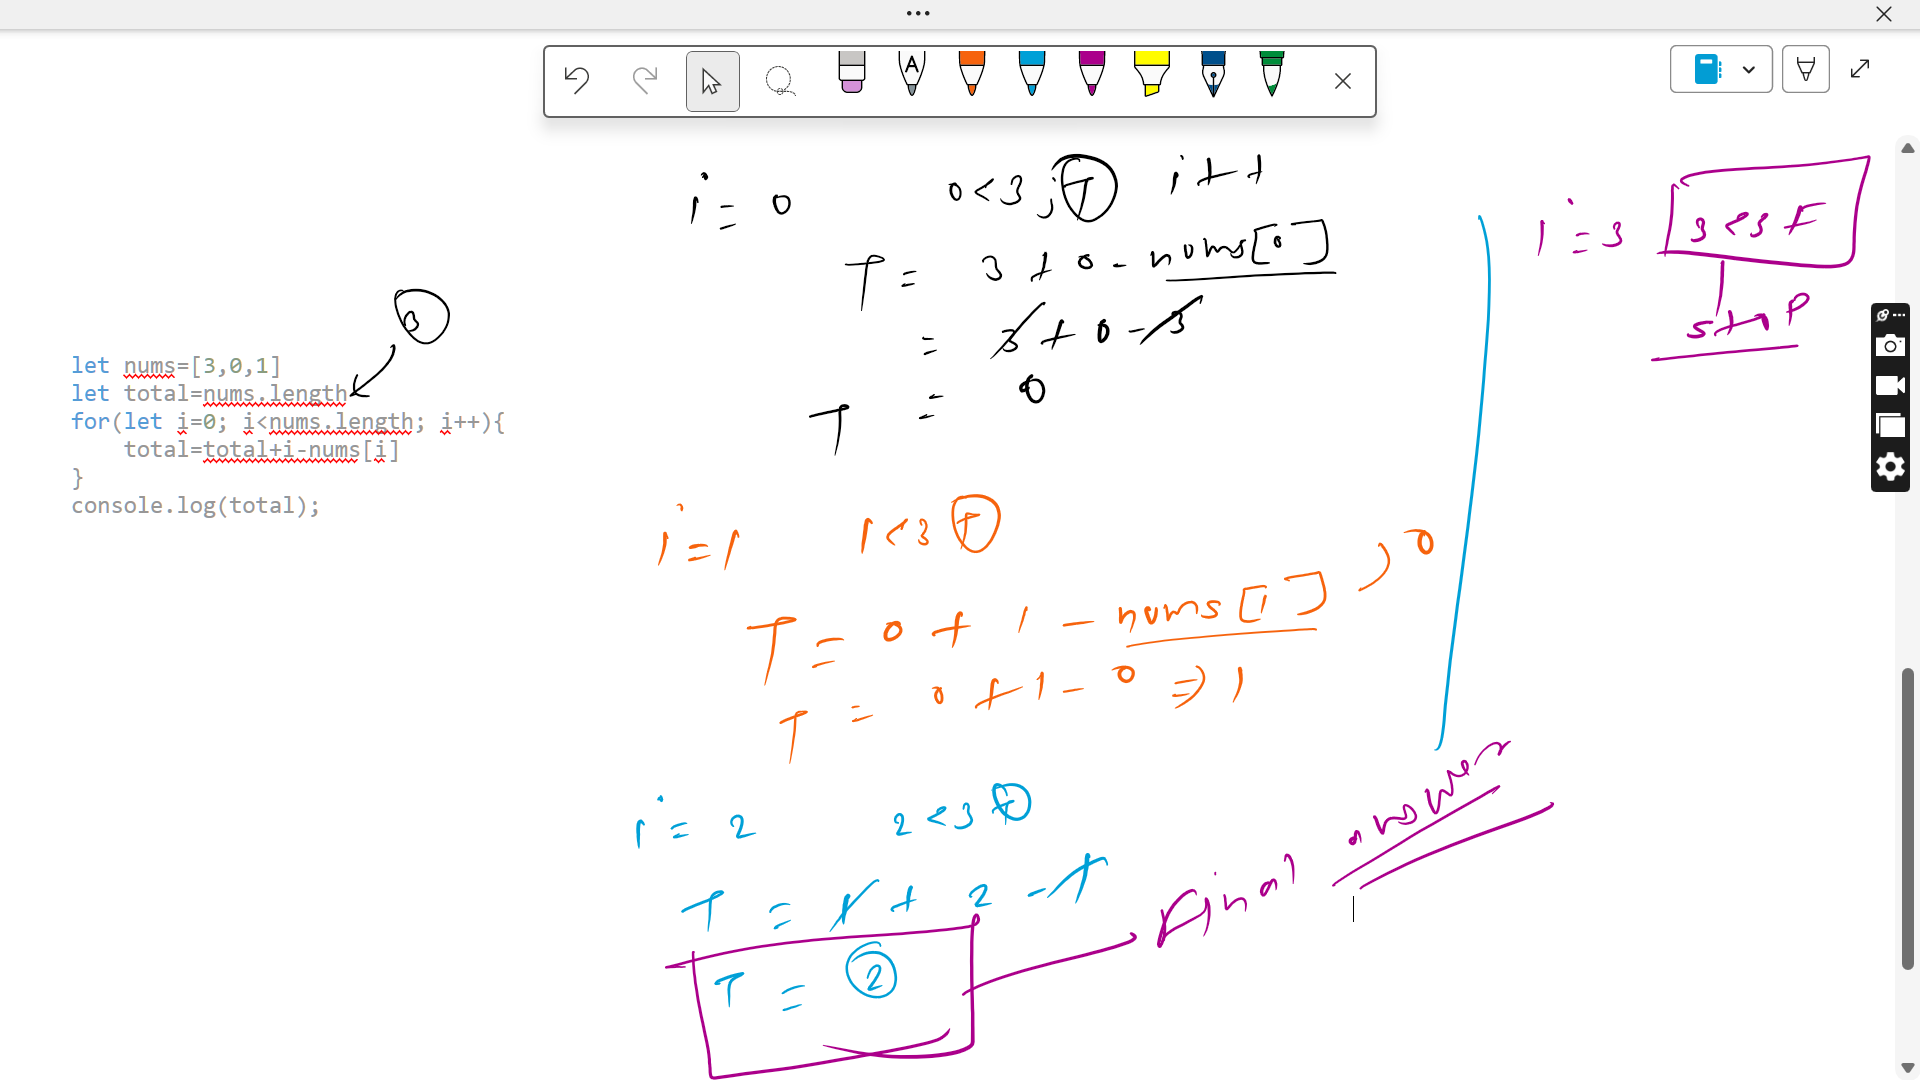 let nums=[3,0,1]
let total=nums.length
for(let i=0; i<nums.length; i++){
total=total+i-nums[i]
}
console.log(total);
3
i = 0 0<3; T i++
T = 3 + 0 - nums[0]
= 3 + 0 - 3
T = 0
i = 1 1<3 T
T = 0 + 1 - nums[1] , 0
T = 0 + 1 - 0 ⇒ 1
i = 2 2<3 T
T = 1 + 2 - 1
T = 2
Final answer
i = 3 3<3 F
stop
A